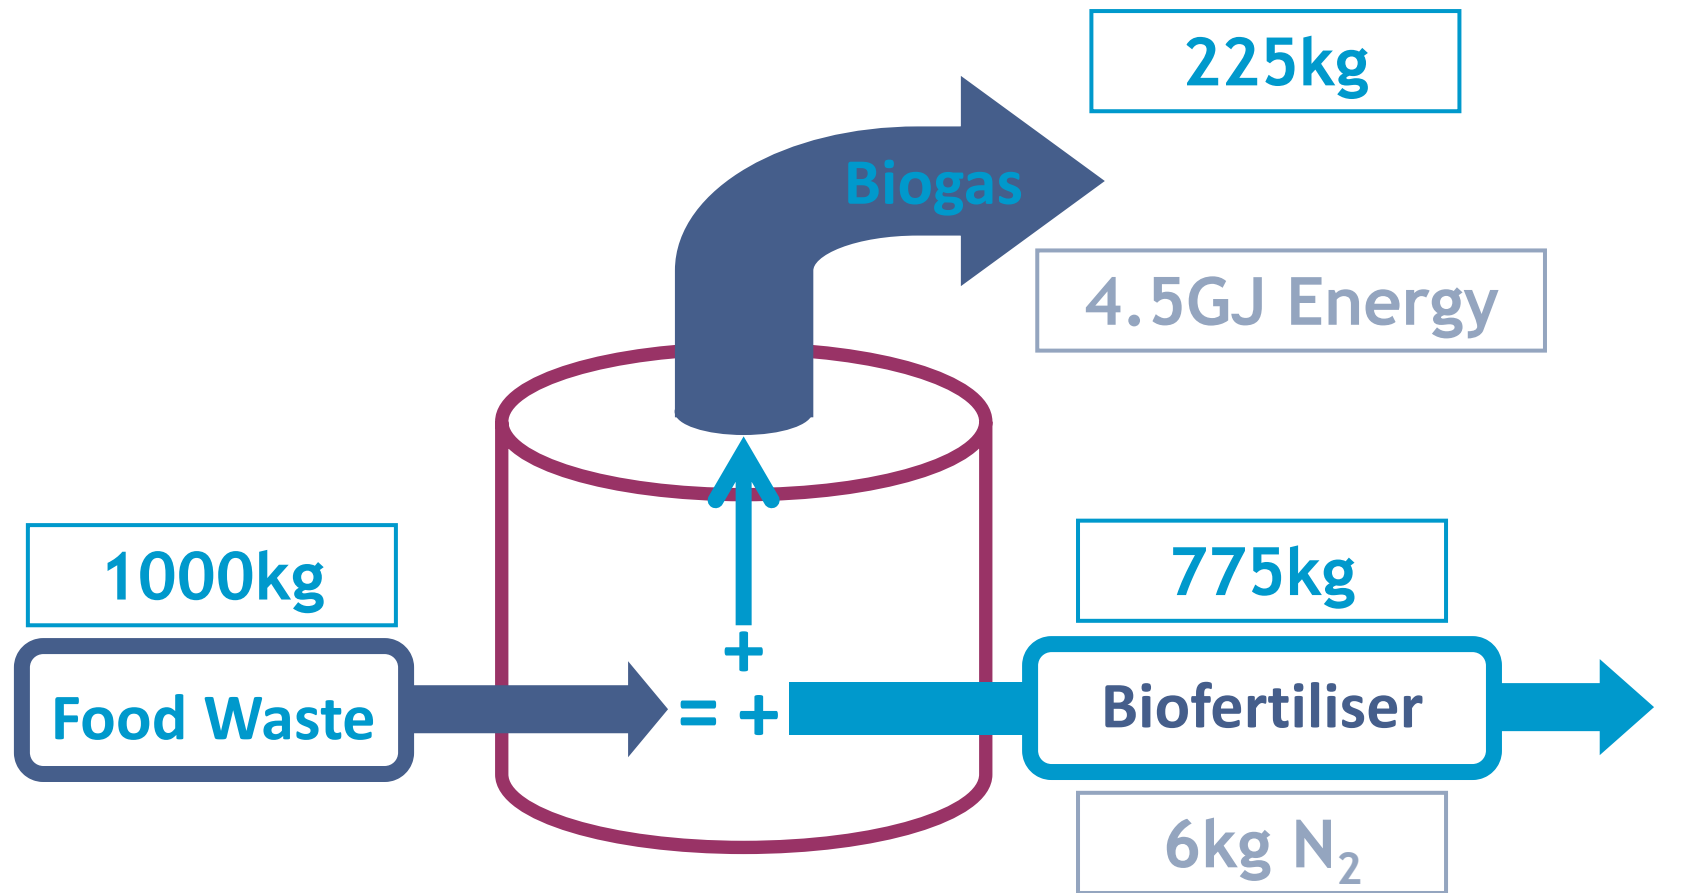 225kg
Biogas
4.5GJ Energy
1000kg
775kg
+
Food Waste
= +
Biofertiliser
6kg N₂